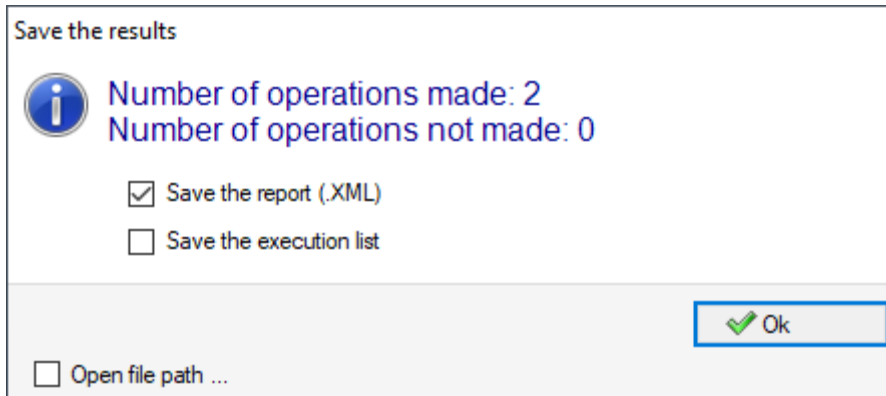 Save the results
Number of operations made: 2
Number of operations not made: 0
Save the report (.XML)
Save the execution list
Ok
Open file path ...